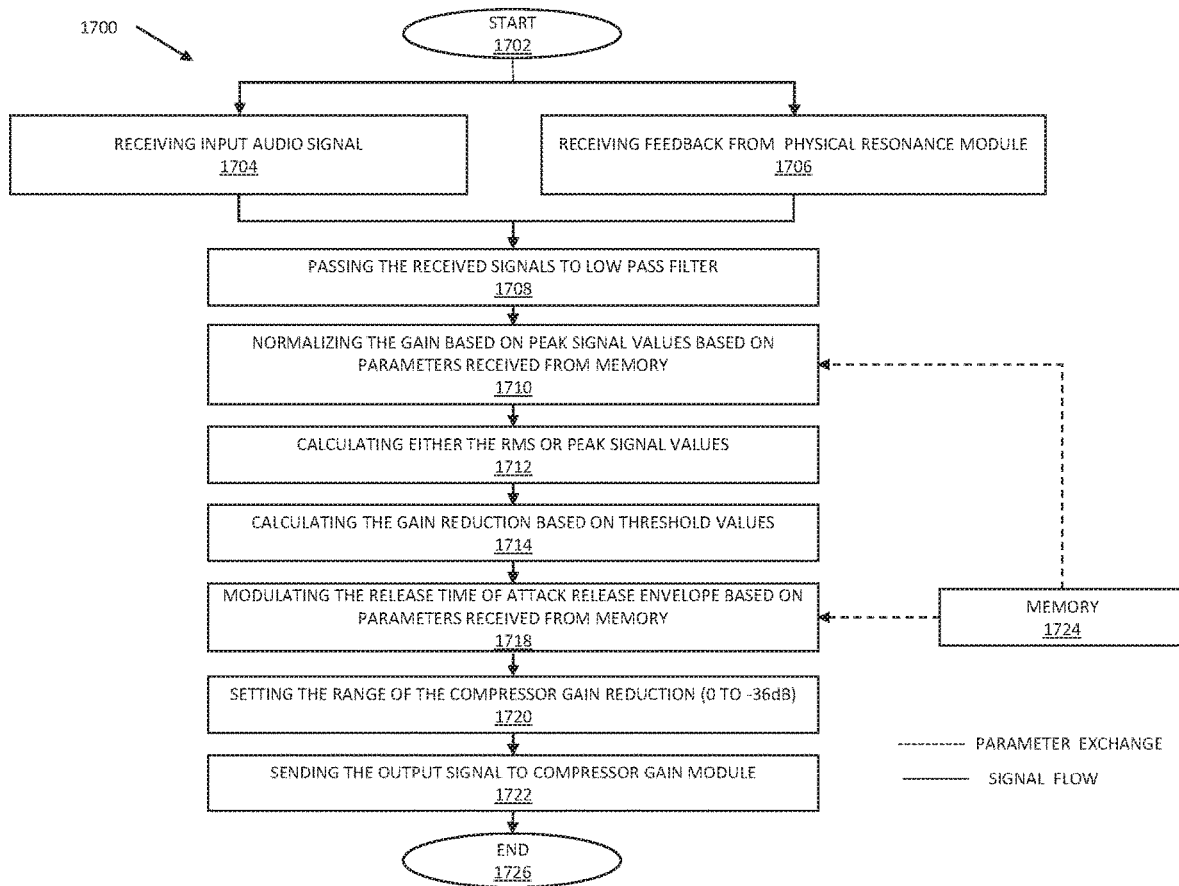 1700
START
1702
RECEIVING INPUT AUDIO SIGNAL
1704
RECEIVING FEEDBACK FROM PHYSICAL RESONANCE MODULE
1706
PASSING THE RECEIVED SIGNALS TO LOW PASS FILTER
1708
NORMALIZING THE GAIN BASED ON PEAK SIGNAL VALUES BASED ON
PARAMETERS RECEIVED FROM MEMORY
1710
CALCULATING EITHER THE RMS OR PEAK SIGNAL VALUES
1712
CALCULATING THE GAIN REDUCTION BASED ON THRESHOLD VALUES
1714
MODULATING THE RELEASE TIME OF ATTACK RELEASE ENVELOPE BASED ON
PARAMETERS RECEIVED FROM MEMORY
1718
MEMORY
1724
SETTING THE RANGE OF THE COMPRESSOR GAIN REDUCTION (0 TO -36dB)
1720
SENDING THE OUTPUT SIGNAL TO COMPRESSOR GAIN MODULE
1722
PARAMETER EXCHANGE
SIGNAL FLOW
END
1726